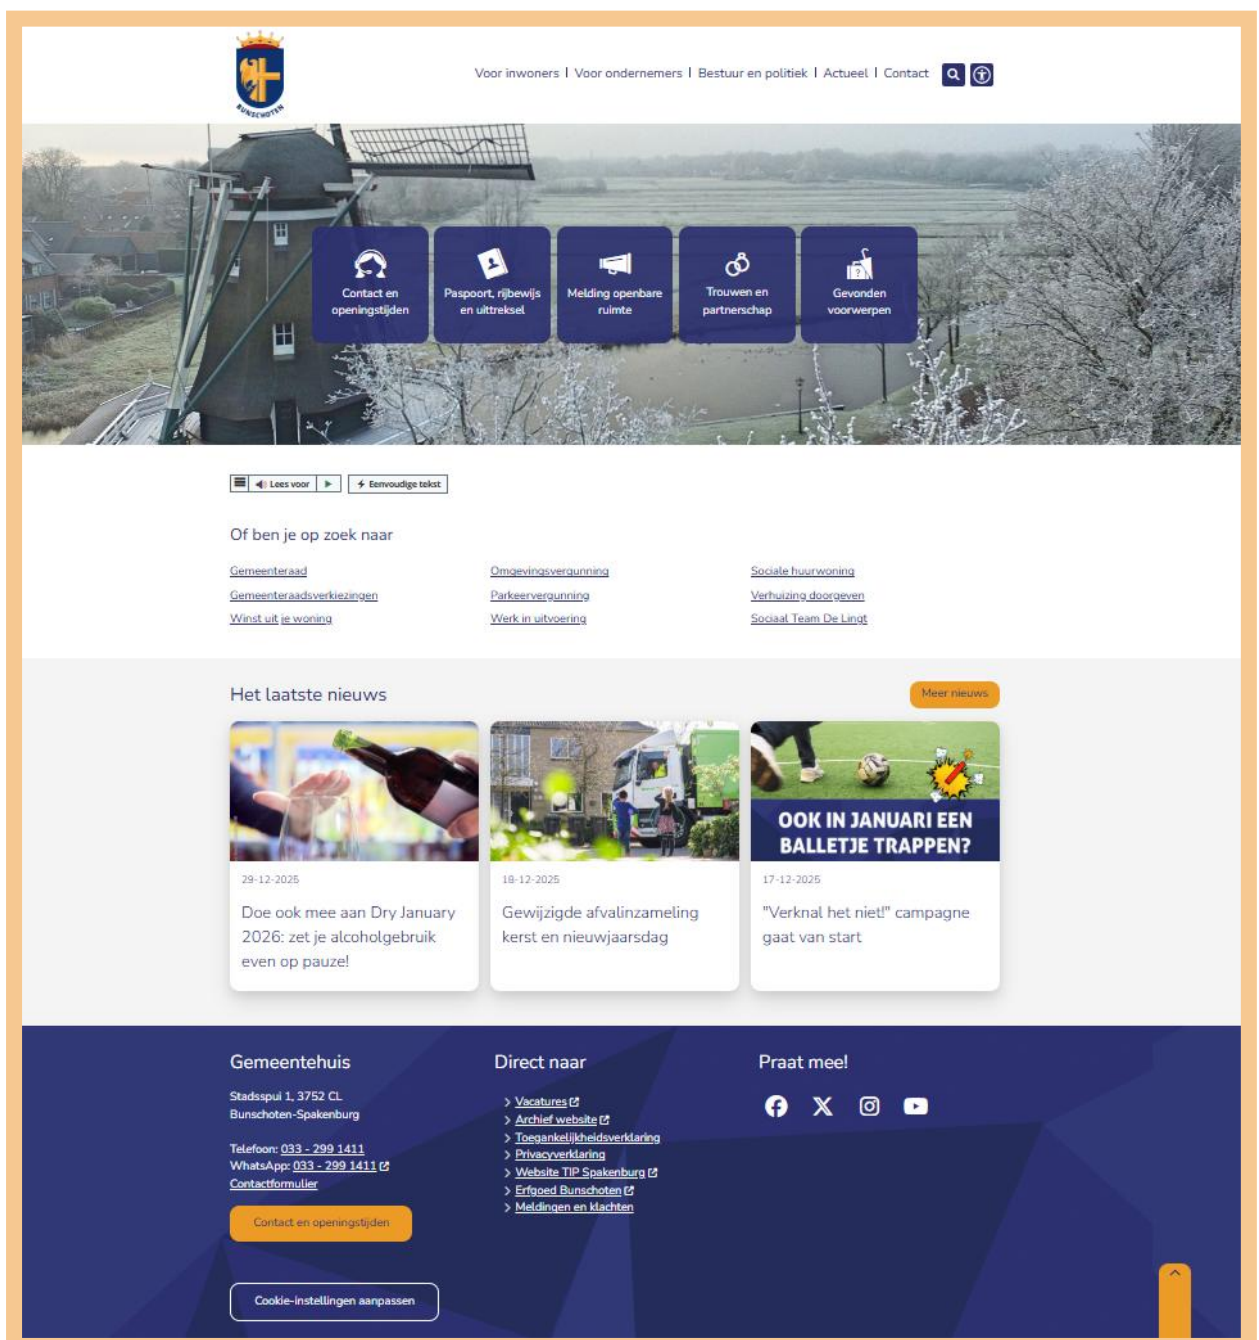 BUNSCHOTEN
Voor inwoners | Voor ondernemers | Bestuur en politiek | Actueel | Contact
Contact en
openingstijden
Paspoort, rijbewijs
en uittreksel
Melding openbare
ruimte
Trouwen en
partnerschap
Gevonden
voorwerpen
Lees voor
Eenvoudige tekst
Of ben je op zoek naar
Gemeenteraad
Gemeenteraadsverkiezingen
Winst uit je woning
Omgevingsvergunning
Parkeervergunning
Werk in uitvoering
Sociale huurwoning
Verhuizing doorgeven
Sociaal Team De Lingt
Het laatste nieuws
Meer nieuws
29-12-2025
Doe ook mee aan Dry January
2026: zet je alcoholgebruik
even op pauze!
18-12-2025
Gewijzigde afvalinzameling
kerst en nieuwjaarsdag
OOK IN JANUARI EEN
BALLETJE TRAPPEN?
17-12-2025
"Verknal het niet!" campagne
gaat van start
Gemeentehuis
Stadsspui 1, 3752 CL
Bunschoten-Spakenburg
Telefoon: 033 - 299 1411
WhatsApp: 033 - 299 1411
Contactformulier
Contact en openingstijden
Cookie-instellingen aanpassen
Direct naar
> Vacatures
> Archief website
> Toegankelijkheidsverklaring
> Privacyverklaring
> Website TIP Spakenburg
> Erfgoed Bunschoten
> Meldingen en klachten
Praat mee!